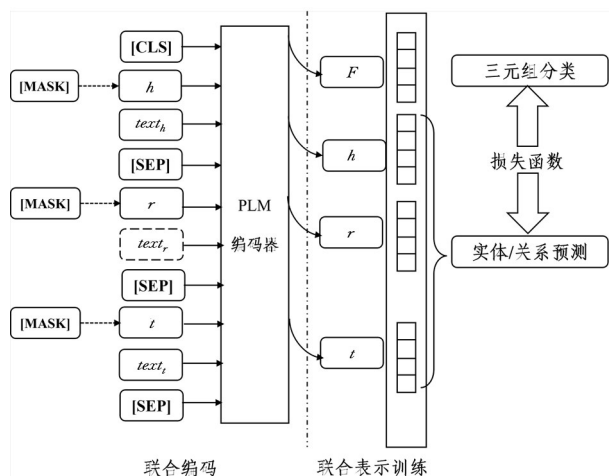 [CLS]
[MASK]
h
text_h
[SEP]
[MASK]
r
text_r
[SEP]
[MASK]
t
text_t
[SEP]
PLM
编码器
F
h
r
t
三元组分类
损失函数
实体/关系预测
联合编码
联合表示训练